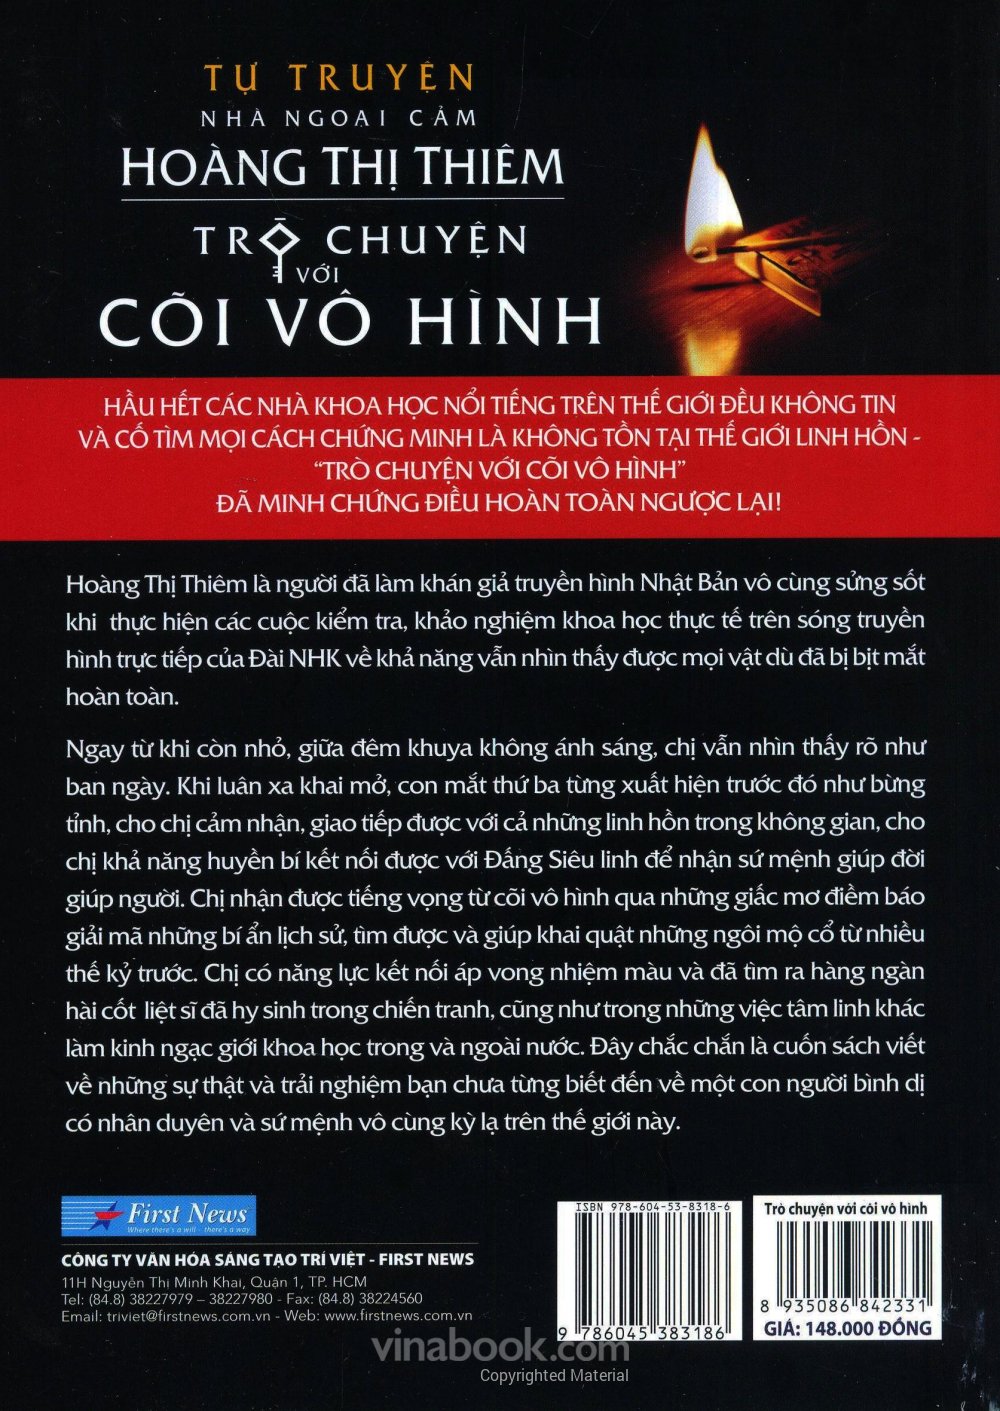 TỰ TRUYỆN
NHÀ NGOẠI CẢM
HOÀNG THỊ THIÊM
TRÒ CHUYỆN
VỚI
CÕI VÔ HÌNH
HẦU HẾT CÁC NHÀ KHOA HỌC NỔI TIẾNG TRÊN THẾ GIỚI ĐỀU KHÔNG TIN
VÀ CỐ TÌM MỌI CÁCH CHỨNG MINH LÀ KHÔNG TỒN TẠI THẾ GIỚI LINH HỒN -
“TRÒ CHUYỆN VỚI CÕI VÔ HÌNH”
ĐÃ MINH CHỨNG ĐIỀU HOÀN TOÀN NGƯỢC LẠI!
Hoàng Thị Thiêm là người đã làm khán giả truyền hình Nhật Bản vô cùng sửng sốt
khi thực hiện các cuộc kiểm tra, khảo nghiệm khoa học thực tế trên sóng truyền
hình trực tiếp của Đài NHK về khả năng vẫn nhìn thấy được mọi vật dù đã bị bịt mắt
hoàn toàn.
Ngay từ khi còn nhỏ, giữa đêm khuya không ánh sáng, chị vẫn nhìn thấy rõ như
ban ngày. Khi luân xa khai mở, con mắt thứ ba từng xuất hiện trước đó như bừng
tỉnh, cho chị cảm nhận, giao tiếp được với cả những linh hồn trong không gian, cho
chị khả năng huyền bí kết nối được với Đấng Siêu linh để nhận sứ mệnh giúp đời
giúp người. Chị nhận được tiếng vọng từ cõi vô hình qua những giấc mơ điềm báo
giải mã những bí ẩn lịch sử, tìm được và giúp khai quật những ngôi mộ cổ từ nhiều
thế kỷ trước. Chị có năng lực kết nối áp vong nhiệm màu và đã tìm ra hàng ngàn
hài cốt liệt sĩ đã hy sinh trong chiến tranh, cũng như trong những việc tâm linh khác
làm kinh ngạc giới khoa học trong và ngoài nước. Đây chắc chắn là cuốn sách viết
về những sự thật và trải nghiệm bạn chưa từng biết đến về một con người bình dị
có nhân duyên và sứ mệnh vô cùng kỳ lạ trên thế giới này.
First News
Where there's a will - there's a way
CÔNG TY VĂN HÓA SÁNG TẠO TRÍ VIỆT - FIRST NEWS
11H Nguyễn Thị Minh Khai, Quận 1, TP. HCM
Tel: (84.8) 38227979 – 38227980 - Fax: (84.8) 38224560
Email: triviet@firstnews.com.vn - Web: www.firstnews.com.vn
ISBN 978-604-53-8318-6
9 786045 383186
Trò chuyện với cõi vô hình
8 935086 842331
GIÁ: 148.000 ĐỒNG
vinabook.com
Copyrighted Material